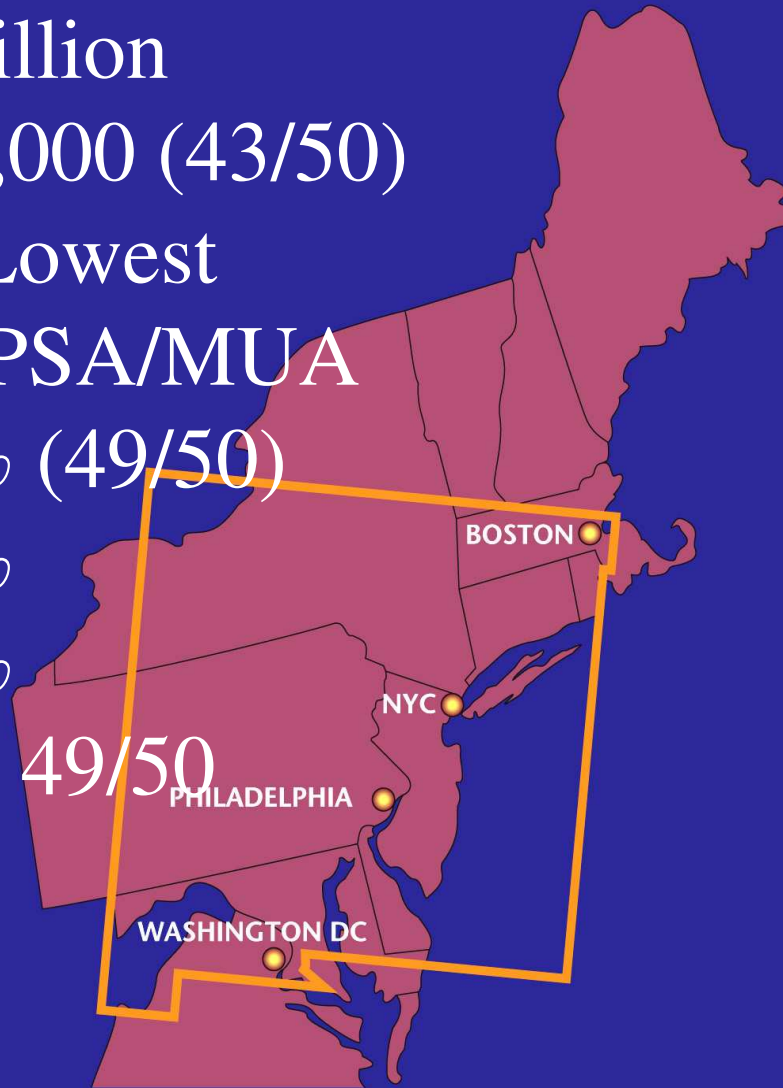 illion
,000 (43/50)
Lowest
PSA/MUA
% (49/50)
%
%
49/50
BOSTON
NYC
PHILADELPHIA
WASHINGTON DC